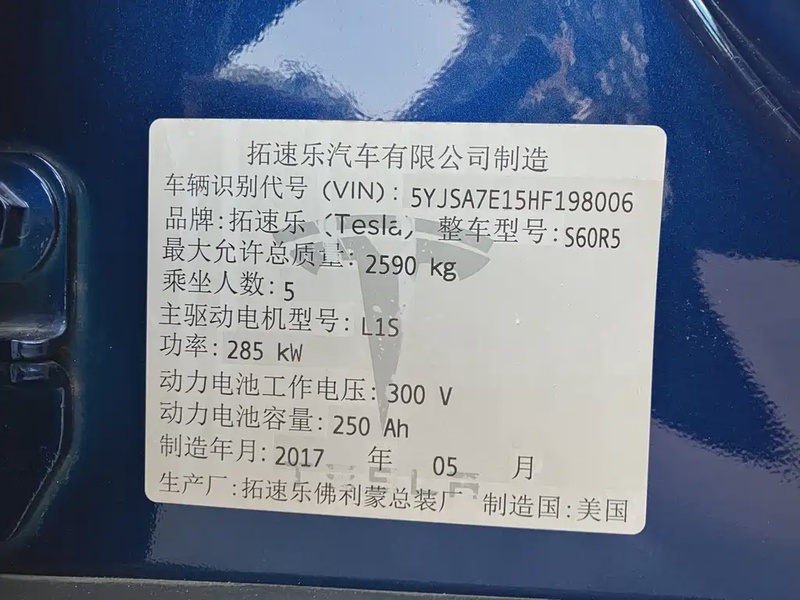 拓速乐汽车有限公司制造
车辆识别代号 (VIN): 5YJSA7E15HF198006
品牌:拓速乐 (Tesla) 整车型号:S60R5
最大允许总质量: 2590 kg
乘坐人数: 5
主驱动电机型号: L1S
功率: 285 kW
动力电池工作电压: 300 V
动力电池容量: 250 Ah
制造年月: 2017 年 05 月
生产厂:拓速乐佛利蒙总装厂 制造国:美国